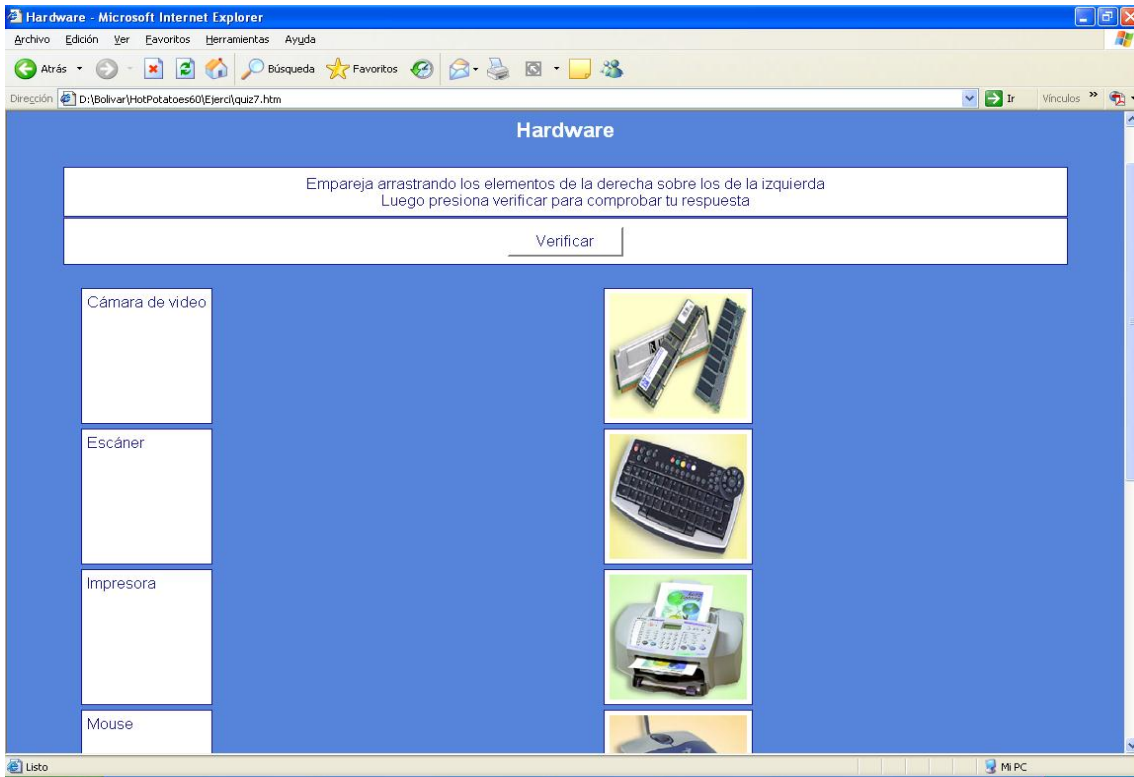 Hardware - Microsoft Internet Explorer
Archivo Edición Ver Favoritos Herramientas Ayuda
Atrás Búsqueda Favoritos
Dirección D:\Bolivar\HotPotatoes60\Ejerci\quiz7.htm Ir Vínculos »
Hardware
Empareja arrastrando los elementos de la derecha sobre los de la izquierda
Luego presiona verificar para comprobar tu respuesta
Verificar
Cámara de video
Escáner
Impresora
Mouse
Listo Mi PC